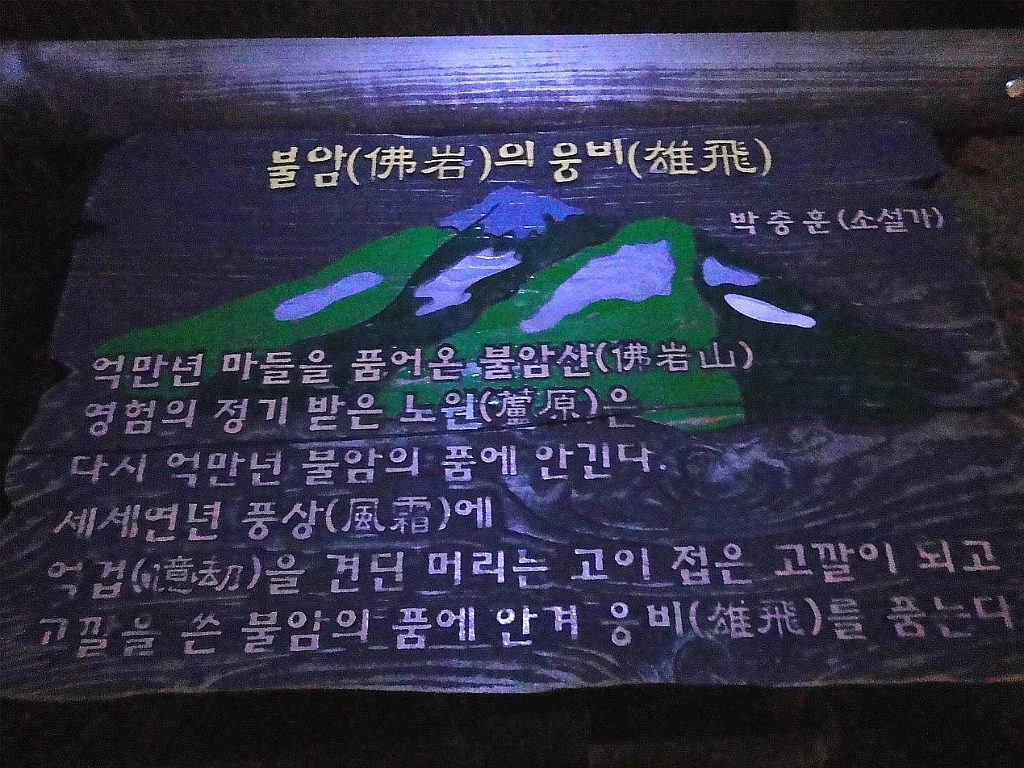 불암(佛岩)의 웅비(雄飛)
박충훈(소설가)
억만년 마들을 품어온 불암산(佛岩山)
영험의 정기 받은 노원(蘆原)은
다시 억만년 불암의 품에 안긴다.
세세연년 풍상(風霜)에
억겁(億劫)을 견딘 머리는 고이 접은 고깔이 되고
고깔을 쓴 불암의 품에 안겨 웅비(雄飛)를 품는다